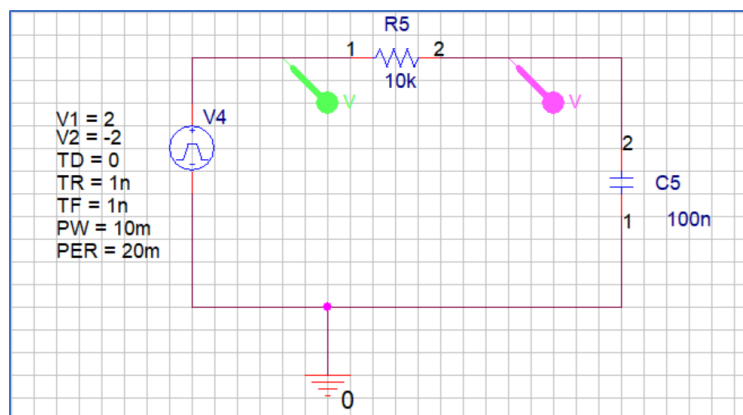 R5
1
2
10k
V
V
V4
V1 = 2
V2 = -2
TD = 0
TR = 1n
TF = 1n
PW = 10m
PER = 20m
2
C5
1
100n
0